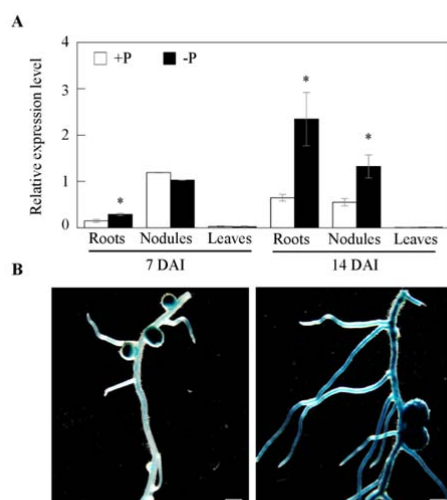 A
Relative expression level
4
3
2
1
0
+P
-P
*
*
*
Roots Nodules Leaves Roots Nodules Leaves
7 DAI 14 DAI
B